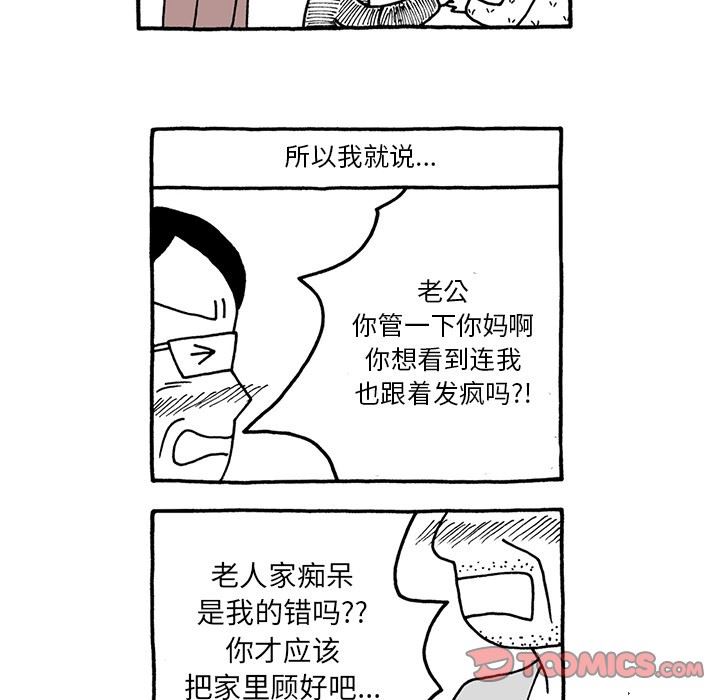 所以我就说...
老公
你管一下你妈啊
你想看到连我
也跟着发疯吗?!
老人家痴呆
是我的错吗??
你才应该
把家里顾好吧...
TOOMICS.COM